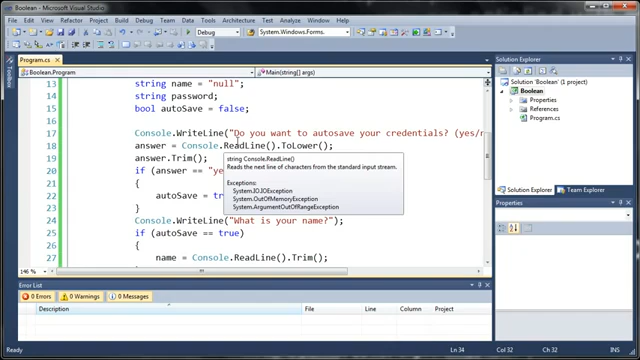 Boolean - Microsoft Visual Studio
File Edit View Refactor Project Build Debug Team Data Tools Architecture Test Analyze Window Help
Debug System.Windows.Forms.
Program.cs
Toolbox
Boolean.Program Main(string[] args)
13 string name = "null";
14 string password;
15 bool autoSave = false;
16
17 Console.WriteLine("Do you want to autosave your credentials? (yes/n
18 answer = Console.ReadLine().ToLower();
19 answer.Trim();
20 if (answer == "ye
string Console.ReadLine()
Reads the next line of characters from the standard input stream.
Exceptions:
System.IO.IOException
System.OutOfMemoryException
System.ArgumentOutOfRangeException
21 {
22 autoSave = tr
23 }
24 Console.WriteLine("What is your name?");
25 if (autoSave == true)
26 {
27 name = Console.ReadLine().Trim();
146 %
Solution Explorer
Solution 'Boolean' (1 project)
Boolean
Properties
References
Program.cs
Solution Explorer Team Explorer
Properties
Error List
0 Errors 0 Warnings 0 Messages
Description File Line Column Project
Ln 34 Col 32 Ch 32 INS